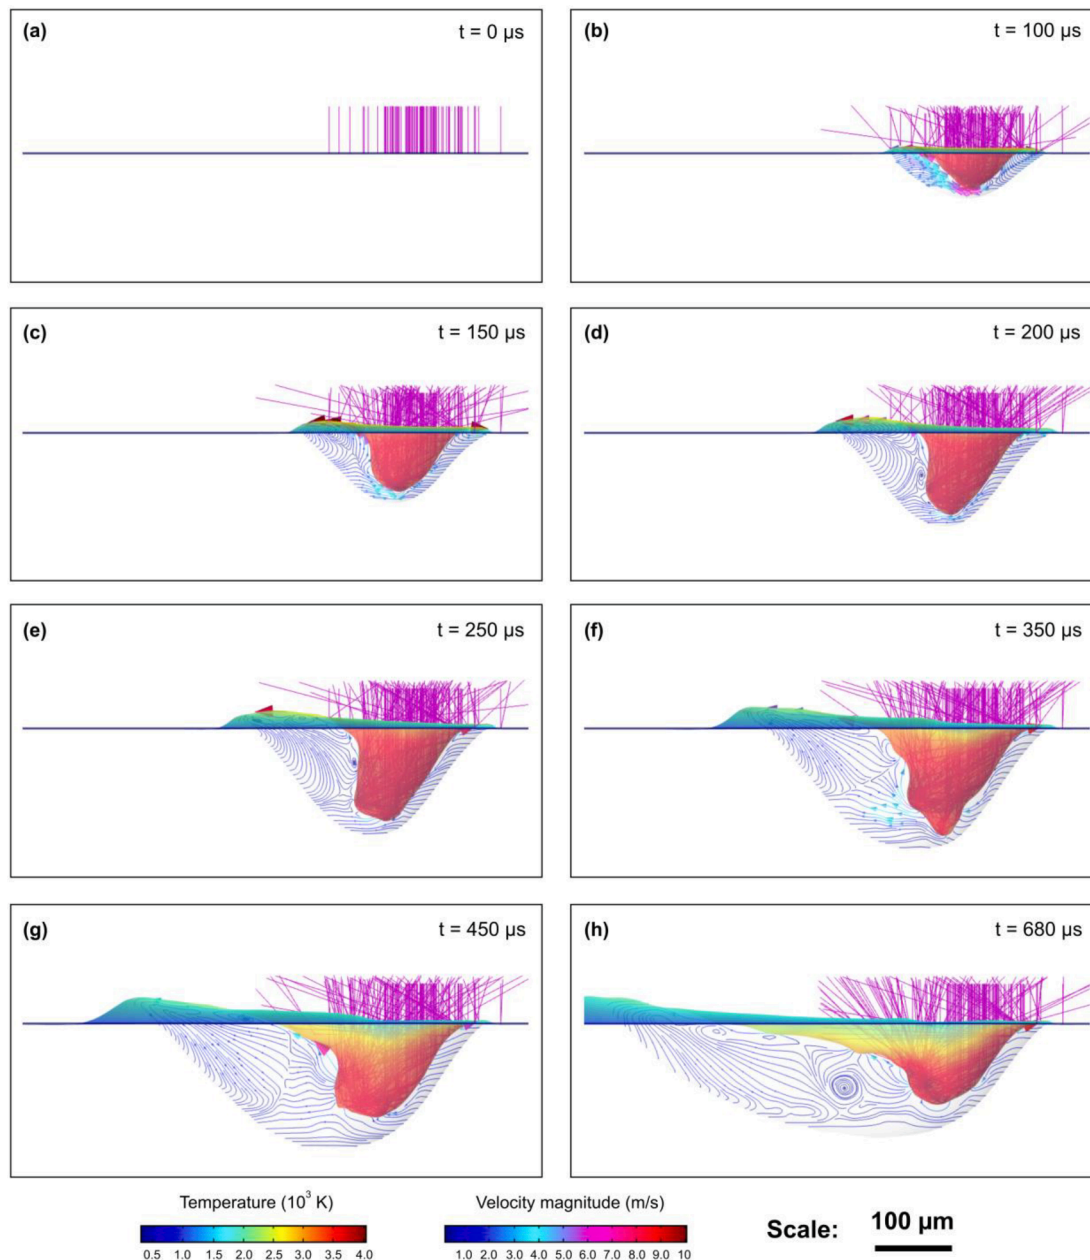 (a) t = 0 µs
(b) t = 100 µs
(c) t = 150 µs
(d) t = 200 µs
(e) t = 250 µs
(f) t = 350 µs
(g) t = 450 µs
(h) t = 680 µs
Temperature (10³ K)
0.5 1.0 1.5 2.0 2.5 3.0 3.5 4.0
Velocity magnitude (m/s)
1.0 2.0 3.0 4.0 5.0 6.0 7.0 8.0 9.0 10
Scale: 100 µm